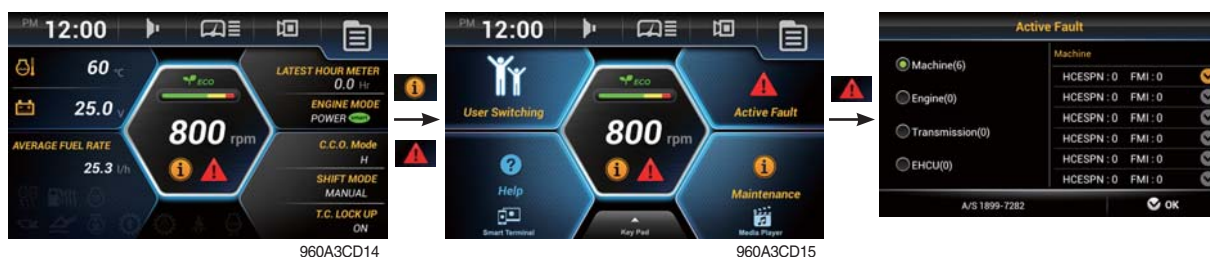 PM 12:00
60 °C
25.0 V
AVERAGE FUEL RATE
25.3 l/h
ECO
800 rpm
LATEST HOUR METER
0.0 Hr
ENGINE MODE
POWER smart
C.C.O. Mode
H
SHIFT MODE
MANUAL
T.C. LOCK UP
ON
960A3CD14
PM 12:00
User Switching
Help
Smart Terminal
ECO
800 rpm
Key Pad
Active Fault
Maintenance
Media Player
960A3CD15
Active Fault
Machine(6)
Engine(0)
Transmission(0)
EHCU(0)
Machine
HCESPN : 0 FMI : 0
HCESPN : 0 FMI : 0
HCESPN : 0 FMI : 0
HCESPN : 0 FMI : 0
HCESPN : 0 FMI : 0
HCESPN : 0 FMI : 0
A/S 1899-7282
OK